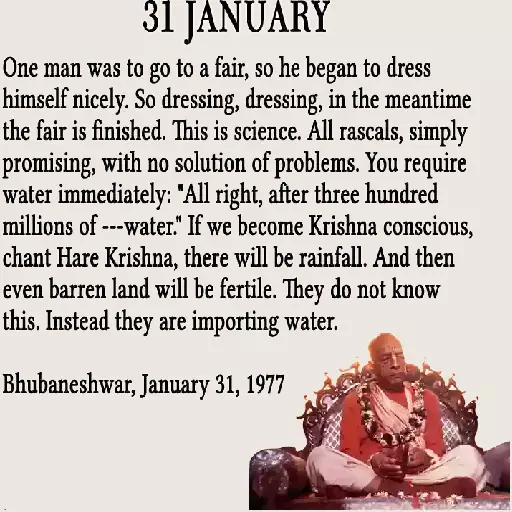 31 JANUARY
One man was to go to a fair, so he began to dress
himself nicely. So dressing, dressing, in the meantime
the fair is finished. This is science. All rascals, simply
promising, with no solution of problems. You require
water immediately: "All right, after three hundred
millions of ---water." If we become Krishna conscious,
chant Hare Krishna, there will be rainfall. And then
even barren land will be fertile. They do not know
this. Instead they are importing water.
Bhubaneshwar, January 31, 1977